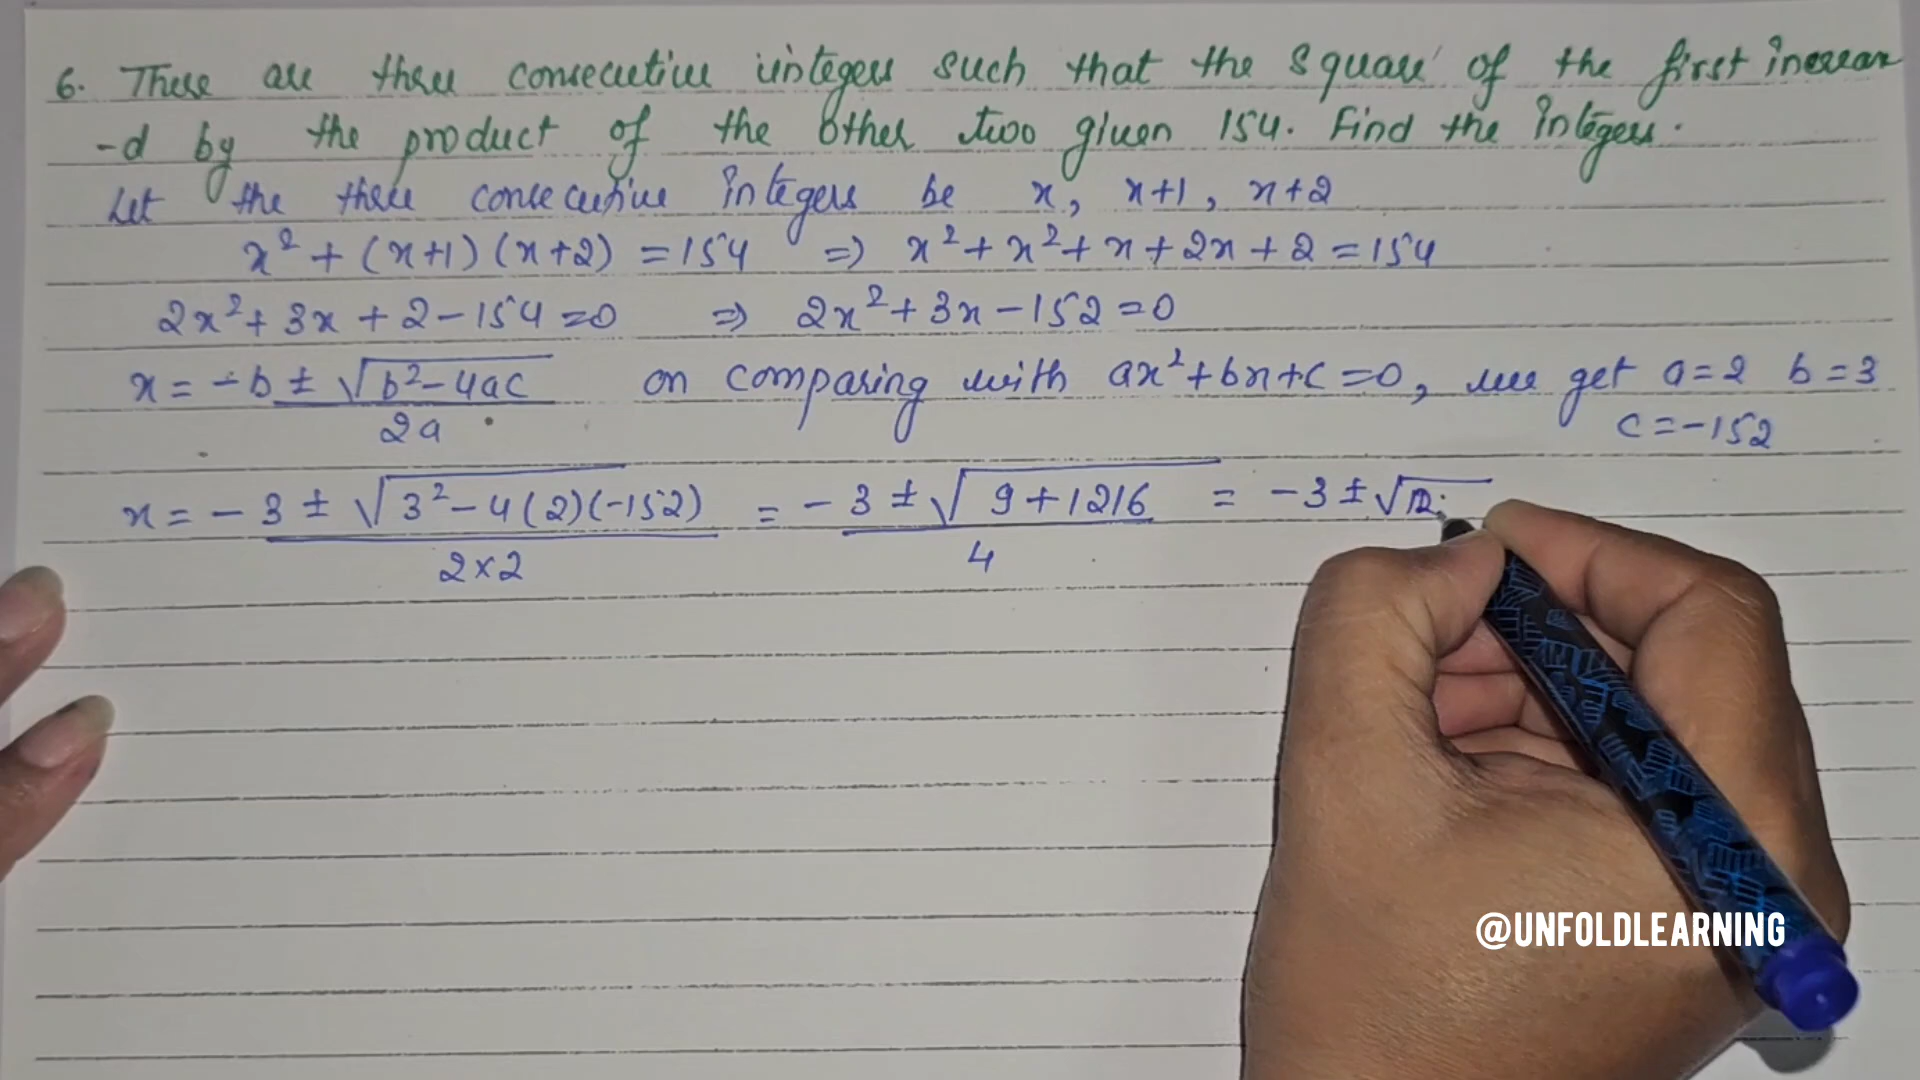 6. There are three consecutive integers such that the square of the first increas
-d by the product of the other two given 154. Find the integers.
Let the three consecutive integers be x, x+1, x+2
x² + (x+1)(x+2) = 154 => x² + x² + x + 2x + 2 = 154
2x² + 3x + 2 - 154 = 0 => 2x² + 3x - 152 = 0
x = -b ± √b² - 4ac / 2a on comparing with ax² + bx + c = 0, we get a = 2 b = 3
c = -152
x = -3 ± √3² - 4(2)(-152) / 2×2 = -3 ± √9 + 1216 / 4 = -3 ± √12
@UNFOLDLEARNING